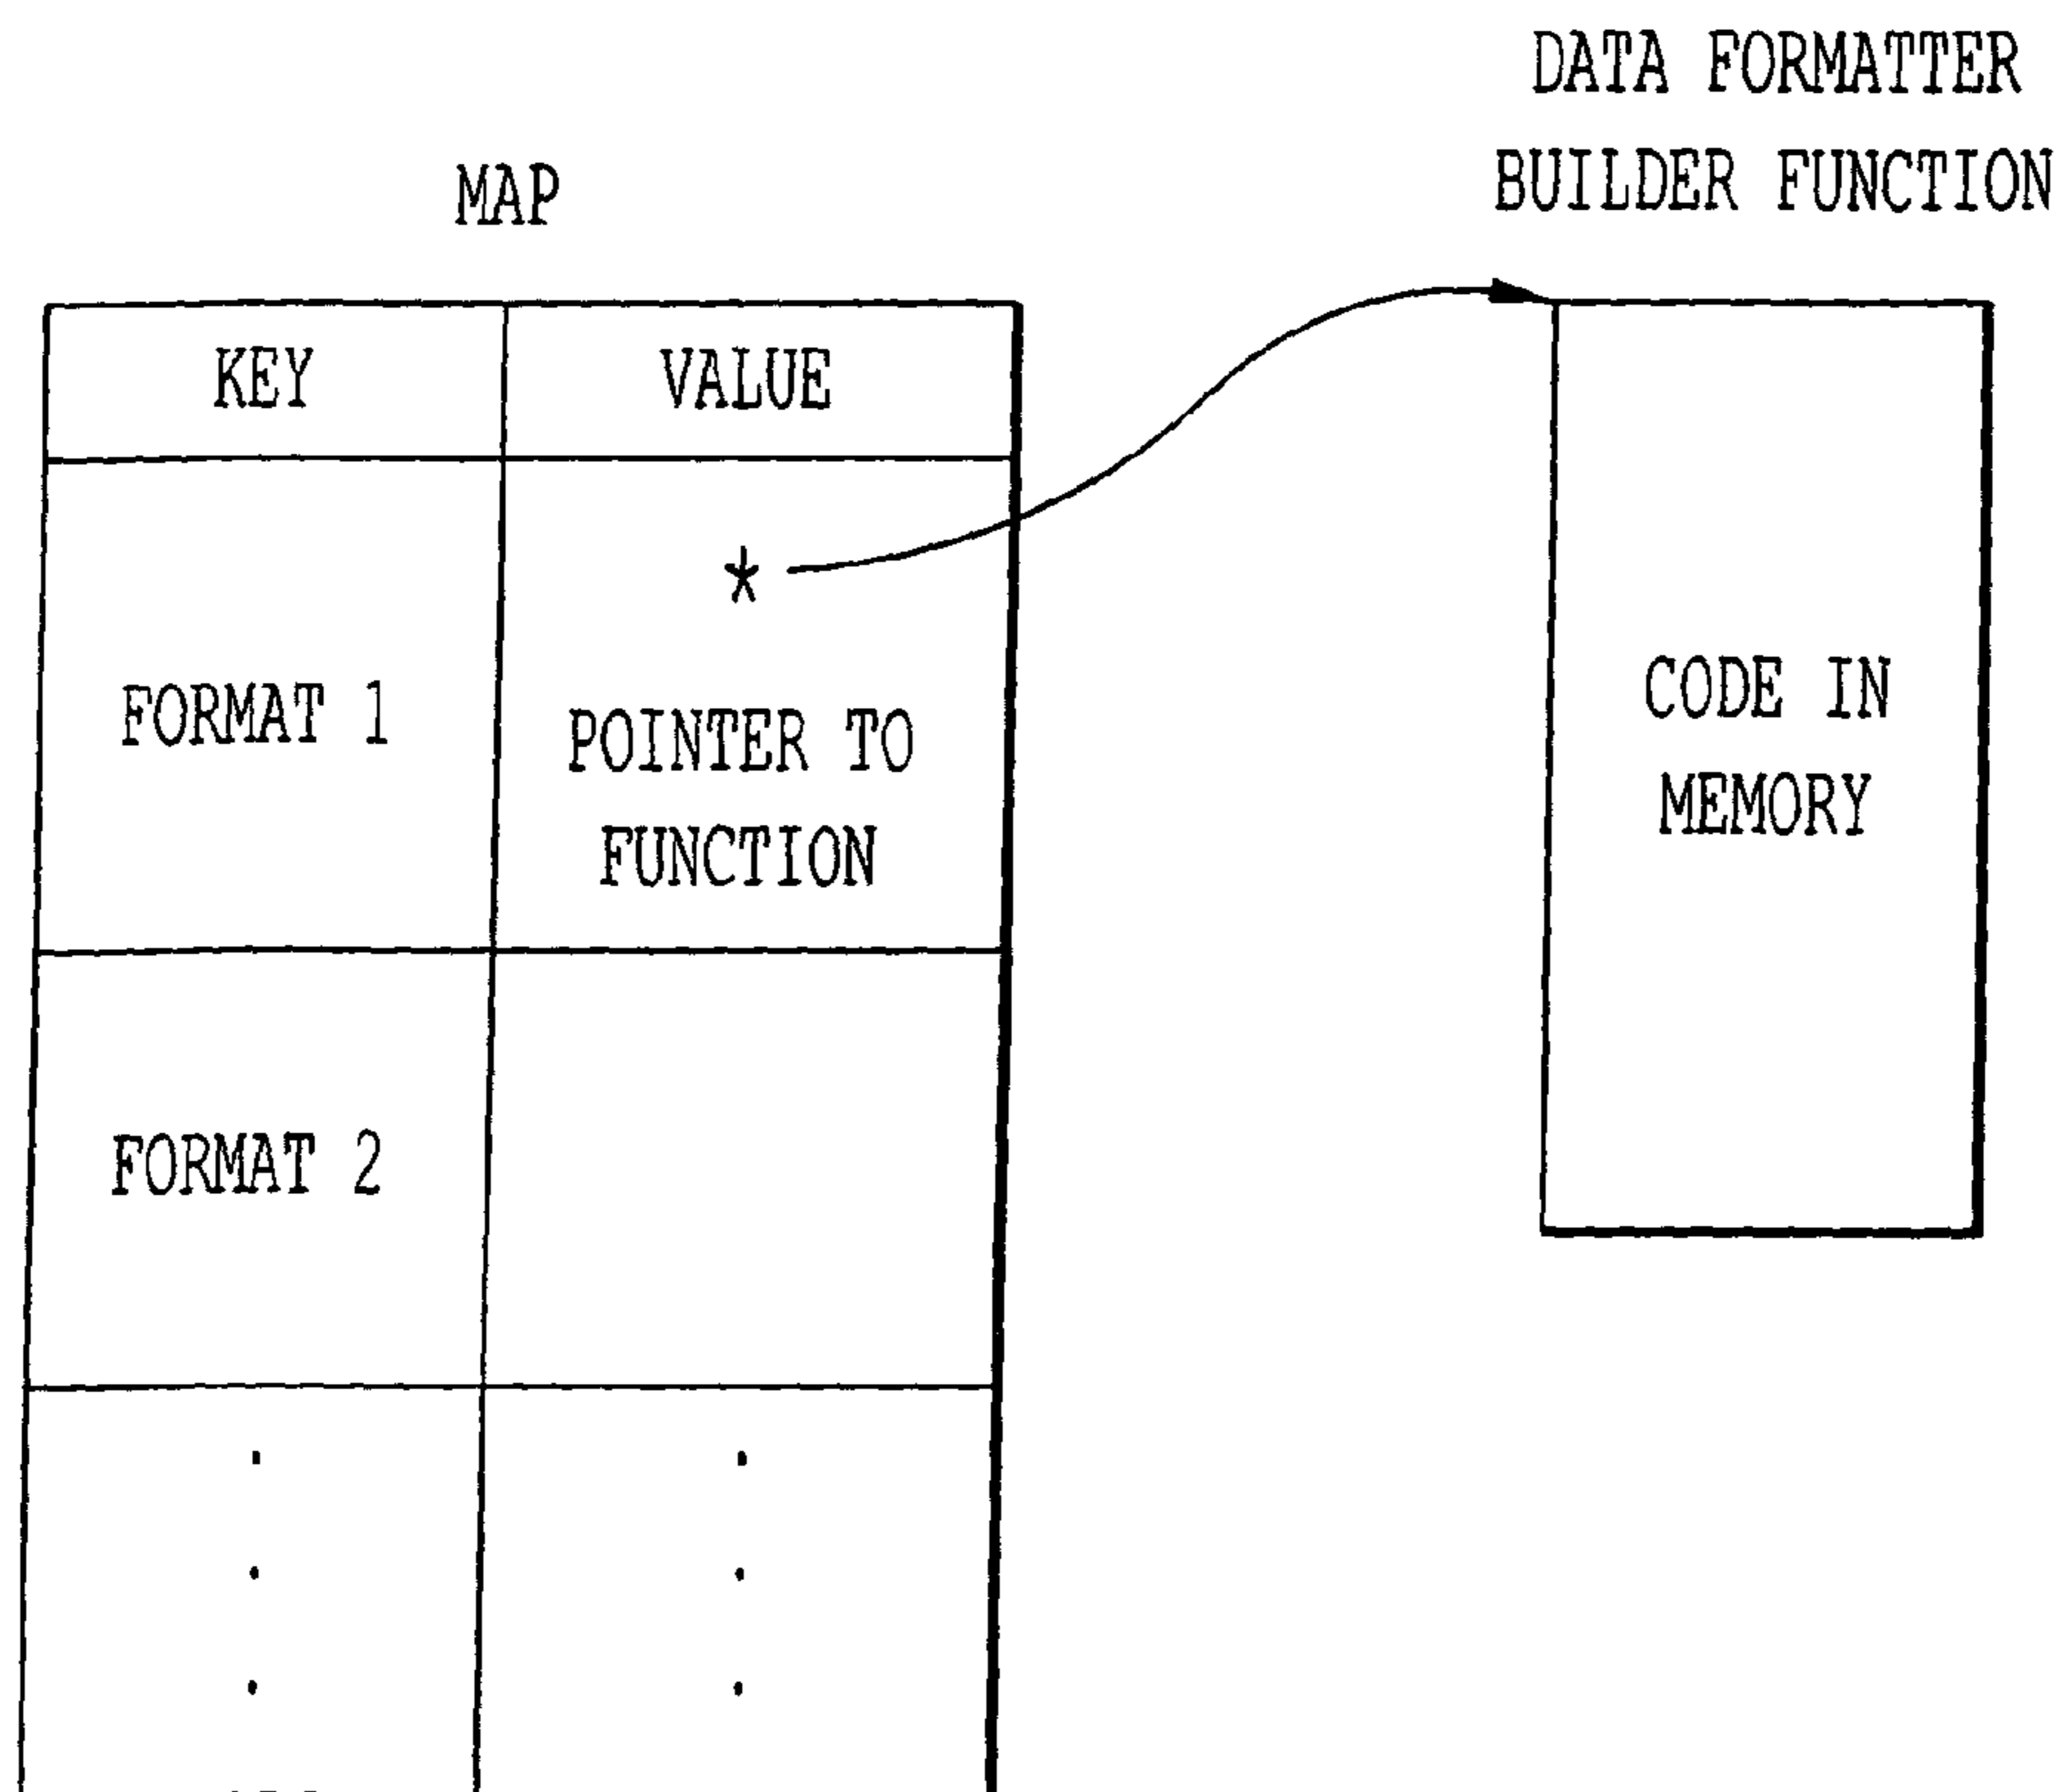 DATA FORMATTER
BUILDER FUNCTION
MAP
KEY VALUE
*
FORMAT 1
POINTER TO
FUNCTION
CODE IN
MEMORY
FORMAT 2